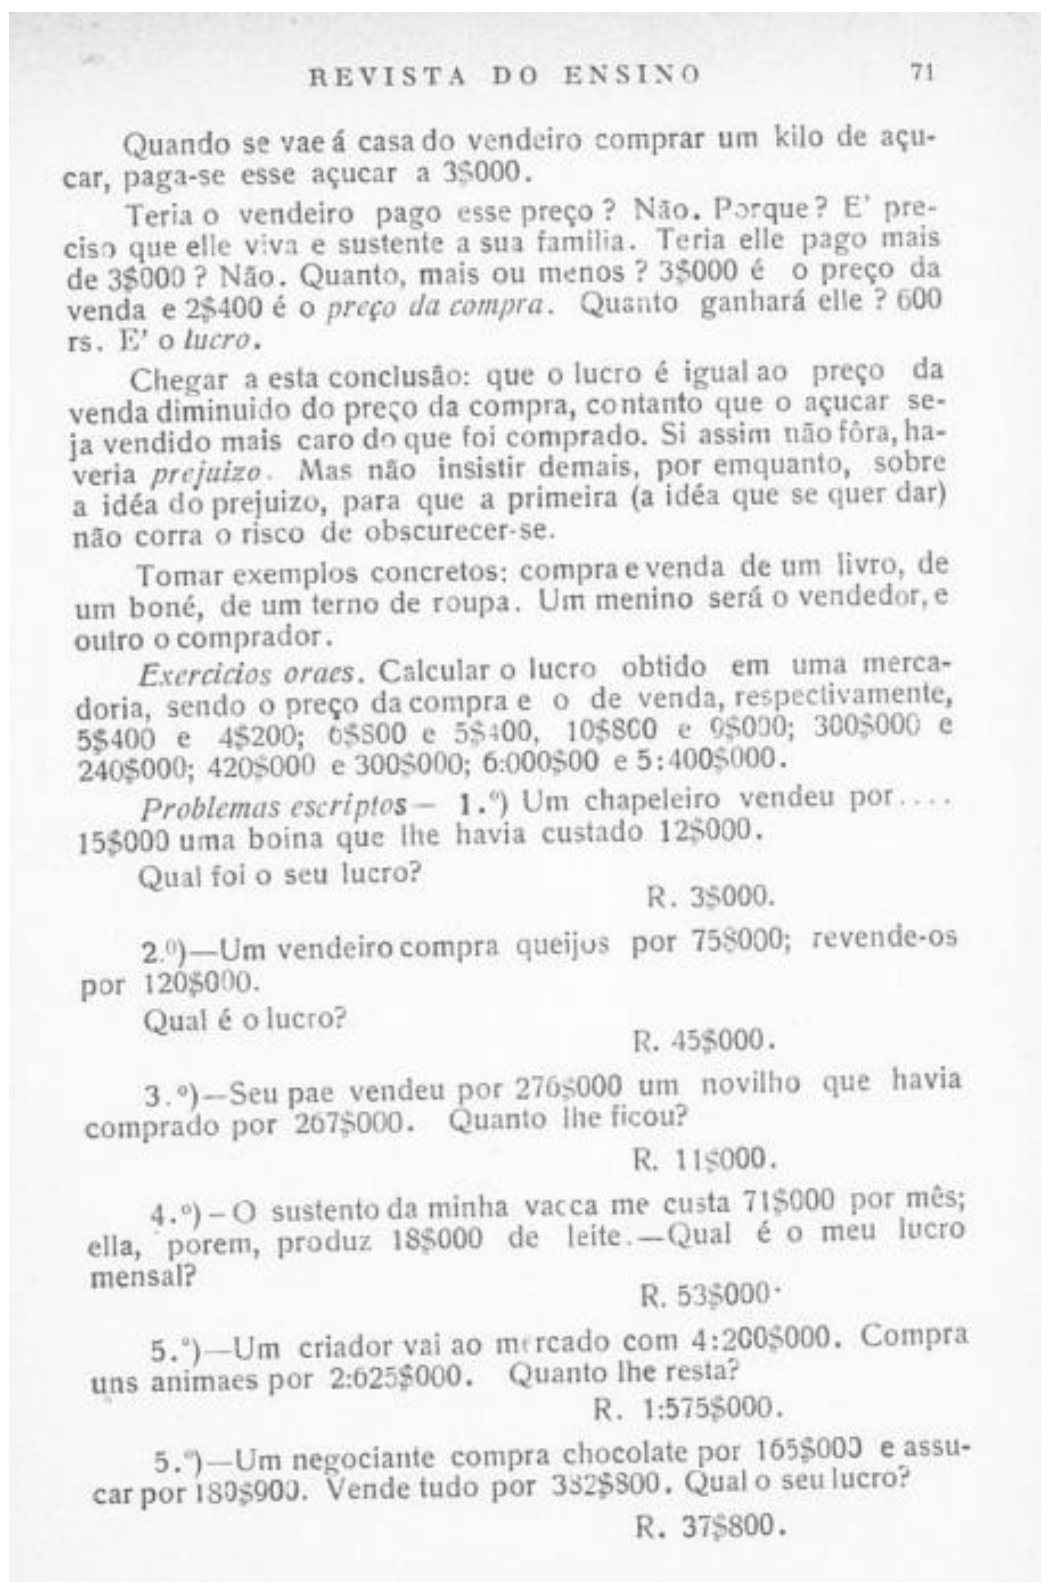 REVISTA DO ENSINO 71
Quando se vae á casa do vendeiro comprar um kilo de açu-
car, paga-se esse açucar a 3$000.
Teria o vendeiro pago esse preço? Não. Porque? E' pre-
ciso que elle viva e sustente a sua familia. Teria elle pago mais
de 3$000? Não. Quanto, mais ou menos? 3$000 é o preço da
venda e 2$400 é o preço da compra. Quanto ganhará elle? 600
rs. E' o lucro.
Chegar a esta conclusão: que o lucro é igual ao preço da
venda diminuido do preço da compra, contanto que o açucar se-
ja vendido mais caro do que foi comprado. Si assim não fôra, ha-
veria prejuizo. Mas não insistir demais, por emquanto, sobre
a idéa do prejuizo, para que a primeira (a idéa que se quer dar)
não corra o risco de obscurecer-se.
Tomar exemplos concretos: compra e venda de um livro, de
um boné, de um terno de roupa. Um menino será o vendedor, e
outro o comprador.
Exercicios oraes. Calcular o lucro obtido em uma merca-
doria, sendo o preço da compra e o de venda, respectivamente,
5$400 e 4$200; 6$800 e 5$400, 10$800 e 9$000; 300$000 e
240$000; 420$000 e 300$000; 6:000$00 e 5:400$000.
Problemas escriptos — 1.º) Um chapeleiro vendeu por....
15$000 uma boina que lhe havia custado 12$000.
Qual foi o seu lucro?
R. 3$000.
2.º)—Um vendeiro compra queijos por 75$000; revende-os
por 120$000.
Qual é o lucro?
R. 45$000.
3.º)—Seu pae vendeu por 276$000 um novilho que havia
comprado por 267$000. Quanto lhe ficou?
R. 11$000.
4.º)—O sustento da minha vacca me custa 71$000 por mês;
ella, porem, produz 18$000 de leite.—Qual é o meu lucro
mensal?
R. 53$000.
5.º)—Um criador vai ao mercado com 4:200$000. Compra
uns animaes por 2:625$000. Quanto lhe resta?
R. 1:575$000.
5.º)—Um negociante compra chocolate por 165$000 e assu-
car por 180$900. Vende tudo por 382$800. Qual o seu lucro?
R. 37$800.